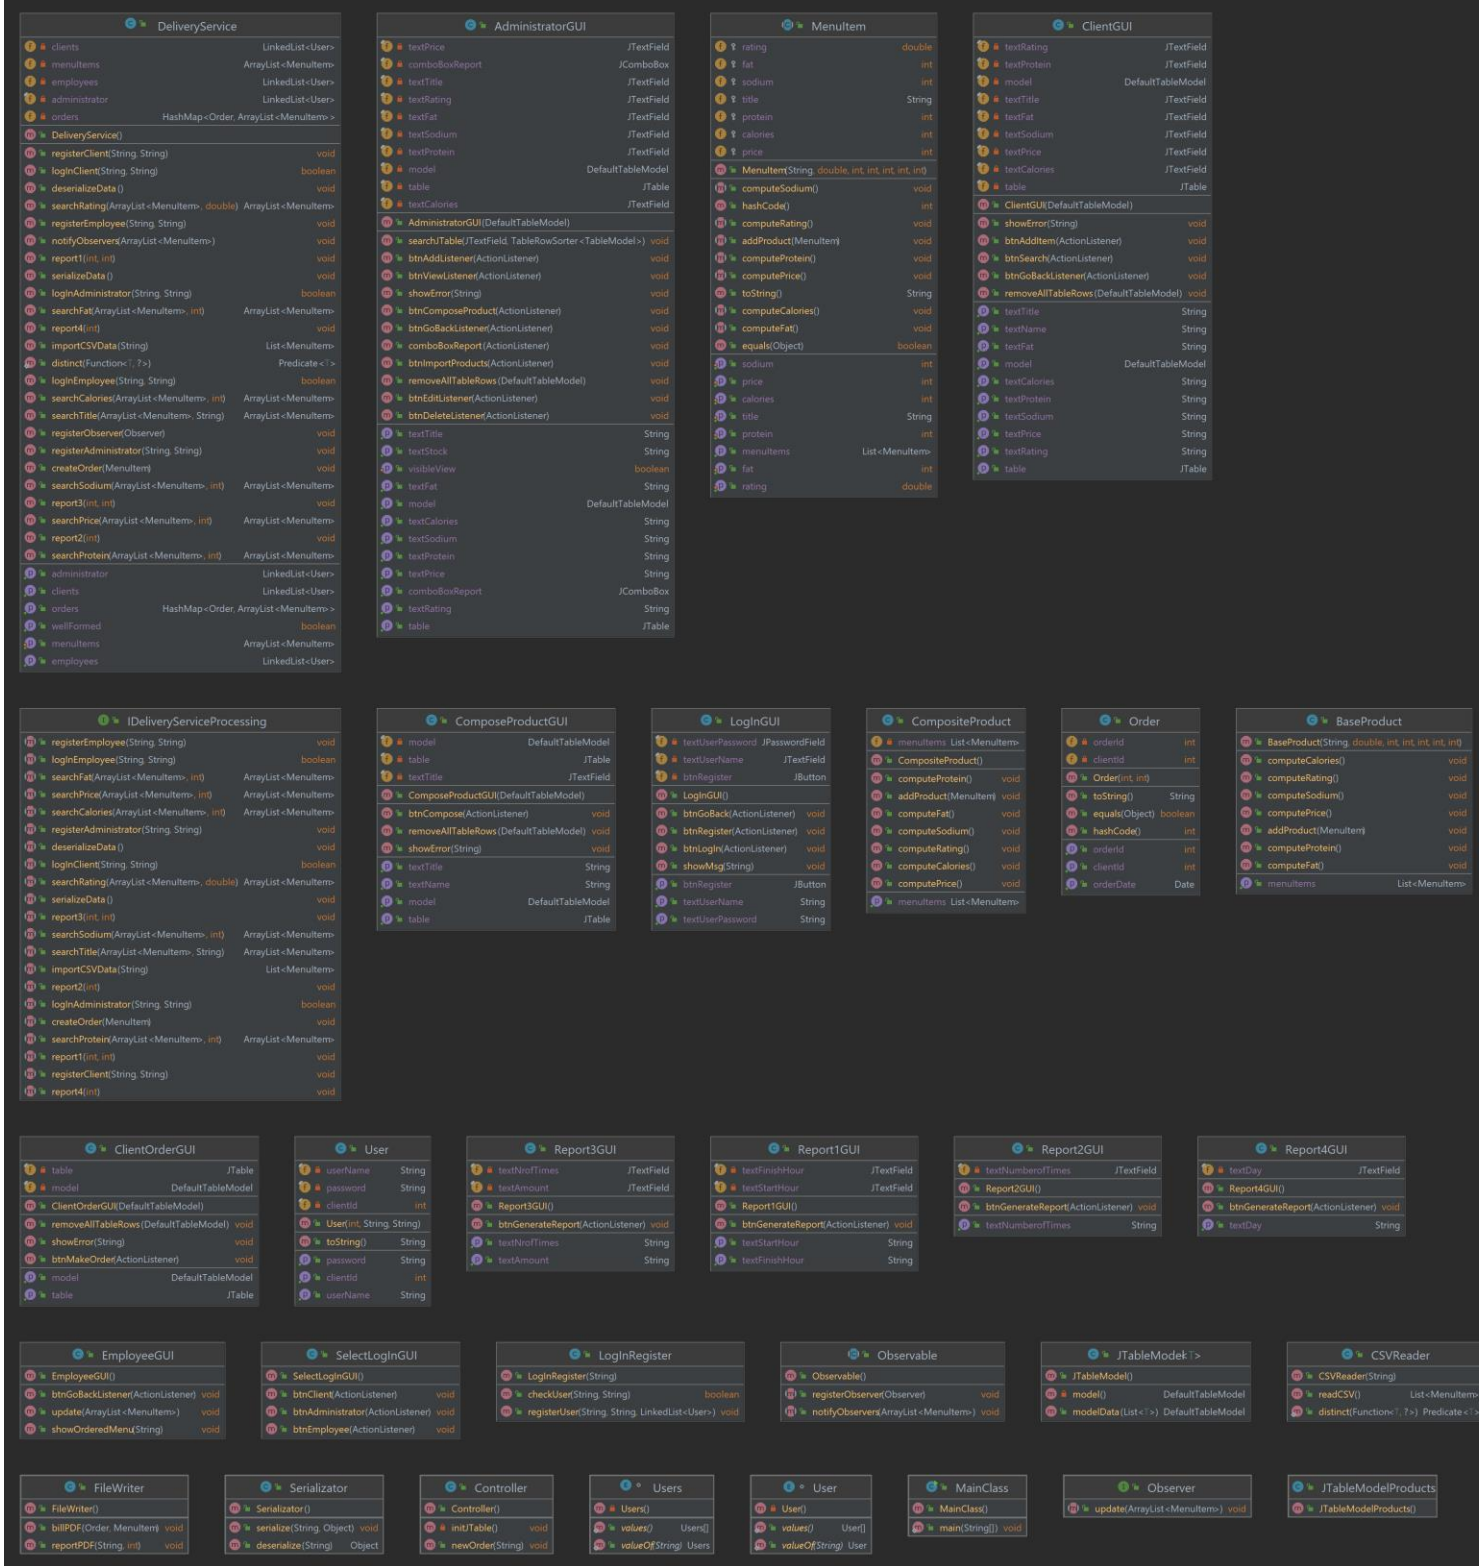 DeliveryService
clients LinkedList<User>
menuItems ArrayList<MenuItem>
employees LinkedList<User>
administrator LinkedList<User>
orders HashMap<Order, ArrayList<MenuItem>>
DeliveryService()
registerClient(String, String) void
logInClient(String, String) boolean
deserializeData() void
searchRating(ArrayList<MenuItem>, double) ArrayList<MenuItem>
registerEmployee(String, String) void
notifyObservers(ArrayList<MenuItem>) void
report1(int, int) void
serializeData() void
logInAdministrator(String, String) boolean
searchFat(ArrayList<MenuItem>, int) ArrayList<MenuItem>
report4(int) void
importCSVData(String) List<MenuItem>
distinct(Function<T, ?>) Predicate<T>
logInEmployee(String, String) boolean
searchCalories(ArrayList<MenuItem>, int) ArrayList<MenuItem>
searchTitle(ArrayList<MenuItem>, String) ArrayList<MenuItem>
registerObserver(Observer) void
registerAdministrator(String, String) void
createOrder(MenuItem) void
searchSodium(ArrayList<MenuItem>, int) ArrayList<MenuItem>
report3(int, int) void
searchPrice(ArrayList<MenuItem>, int) ArrayList<MenuItem>
report2(int) void
searchProtein(ArrayList<MenuItem>, int) ArrayList<MenuItem>
administrator LinkedList<User>
clients LinkedList<User>
orders HashMap<Order, ArrayList<MenuItem>>
wellFormed boolean
menuItems ArrayList<MenuItem>
employees LinkedList<User>
AdministratorGUI
textPrice JTextField
comboBoxReport JComboBox
textTitle JTextField
textRating JTextField
textFat JTextField
textSodium JTextField
textProtein JTextField
model DefaultTableModel
table JTable
textCalories JTextField
AdministratorGUI(DefaultTableModel)
searchJTable(JTextField, TableRowSorter<TableModel>) void
btnAddListener(ActionListener) void
btnViewListener(ActionListener) void
showError(String) void
btnComposeProduct(ActionListener) void
btnGoBackListener(ActionListener) void
comboBoxReport(ActionListener) void
btnImportProducts(ActionListener) void
removeAllTableRows(DefaultTableModel) void
btnEditListener(ActionListener) void
btnDeleteListener(ActionListener) void
textTitle String
textStock String
visibleView boolean
textFat String
model DefaultTableModel
textCalories String
textSodium String
textProtein String
textPrice String
comboBoxReport JComboBox
textRating String
table JTable
MenuItem
rating double
fat int
sodium int
title String
protein int
calories int
price int
MenuItem(String, double, int, int, int, int, int)
computeSodium() void
hashCode() int
computeRating() void
addProduct(MenuItem) void
computeProtein() void
computePrice() void
toString() String
computeCalories() void
computeFat() void
equals(Object) boolean
sodium int
price int
calories int
title String
protein int
menuItems List<MenuItem>
fat int
rating double
ClientGUI
textRating JTextField
textProtein JTextField
model DefaultTableModel
textTitle JTextField
textFat JTextField
textSodium JTextField
textPrice JTextField
textCalories JTextField
table JTable
ClientGUI(DefaultTableModel)
showError(String) void
btnAddItem(ActionListener) void
btnSearch(ActionListener) void
btnGoBackListener(ActionListener) void
removeAllTableRows(DefaultTableModel) void
textTitle String
textName String
textFat String
model DefaultTableModel
textCalories String
textProtein String
textSodium String
textPrice String
textRating String
table JTable
IDeliveryServiceProcessing
registerEmployee(String, String) void
logInEmployee(String, String) boolean
searchFat(ArrayList<MenuItem>, int) ArrayList<MenuItem>
searchPrice(ArrayList<MenuItem>, int) ArrayList<MenuItem>
searchCalories(ArrayList<MenuItem>, int) ArrayList<MenuItem>
registerAdministrator(String, String) void
deserializeData() void
logInClient(String, String) boolean
searchRating(ArrayList<MenuItem>, double) ArrayList<MenuItem>
serializeData() void
report3(int, int) void
searchSodium(ArrayList<MenuItem>, int) ArrayList<MenuItem>
searchTitle(ArrayList<MenuItem>, String) ArrayList<MenuItem>
importCSVData(String) List<MenuItem>
report2(int) void
logInAdministrator(String, String) boolean
createOrder(MenuItem) void
searchProtein(ArrayList<MenuItem>, int) ArrayList<MenuItem>
report1(int, int) void
registerClient(String, String) void
report4(int) void
ComposeProductGUI
model DefaultTableModel
table JTable
textTitle JTextField
ComposeProductGUI(DefaultTableModel)
btnCompose(ActionListener) void
removeAllTableRows(DefaultTableModel) void
showError(String) void
textTitle String
textName String
model DefaultTableModel
table JTable
LogInGUI
textUserPassword JPasswordField
textUserName JTextField
btnRegister JButton
LogInGUI()
btnGoBack(ActionListener) void
btnRegister(ActionListener) void
btnLogIn(ActionListener) void
showMsg(String) void
btnRegister JButton
textUserName String
textUserPassword String
CompositeProduct
menuItems List<MenuItem>
CompositeProduct()
computeProtein() void
addProduct(MenuItem) void
computeFat() void
computeSodium() void
computeRating() void
computeCalories() void
computePrice() void
menuItems List<MenuItem>
Order
orderId int
clientId int
Order(int, int)
toString() String
equals(Object) boolean
hashCode() int
orderId int
clientId int
orderDate Date
BaseProduct
BaseProduct(String, double, int, int, int, int, int)
computeCalories() void
computeRating() void
computeSodium() void
computePrice() void
addProduct(MenuItem) void
computeProtein() void
computeFat() void
menuItems List<MenuItem>
ClientOrderGUI
table JTable
model DefaultTableModel
ClientOrderGUI(DefaultTableModel)
removeAllTableRows(DefaultTableModel) void
showError(String) void
btnMakeOrder(ActionListener) void
model DefaultTableModel
table JTable
User
userName String
password String
clientId int
User(int, String, String)
toString() String
password String
clientId int
userName String
Report3GUI
textNrofTimes JTextField
textAmount JTextField
Report3GUI()
btnGenerateReport(ActionListener) void
textNrofTimes String
textAmount String
Report1GUI
textFinishHour JTextField
textStartHour JTextField
Report1GUI()
btnGenerateReport(ActionListener) void
textStartHour String
textFinishHour String
Report2GUI
textNumberofTimes JTextField
Report2GUI()
btnGenerateReport(ActionListener) void
textNumberofTimes String
Report4GUI
textDay JTextField
Report4GUI()
btnGenerateReport(ActionListener) void
textDay String
EmployeeGUI
EmployeeGUI()
btnGoBackListener(ActionListener) void
update(ArrayList<MenuItem>) void
showOrderedMenu(String) void
SelectLogInGUI
SelectLogInGUI()
btnClient(ActionListener) void
btnAdministrator(ActionListener) void
btnEmployee(ActionListener) void
LogInRegister
LogInRegister(String)
checkUser(String, String) boolean
registerUser(String, String, LinkedList<User>) void
Observable
Observable()
registerObserver(Observer) void
notifyObservers(ArrayList<MenuItem>) void
JTableModel<T>
JTableModel()
model() DefaultTableModel
modelData(List<T>) DefaultTableModel
CSVReader
CSVReader(String)
readCSV() List<MenuItem>
distinct(Function<T, ?>) Predicate<T>
FileWriter
FileWriter()
billPDF(Order, MenuItem) void
reportPDF(String, int) void
Serializator
Serializator()
serialize(String, Object) void
deserialize(String) Object
Controller
Controller()
initJTable() void
newOrder(String) void
Users
Users()
values() Users[]
valueOf(String) Users
User
User()
values() User[]
valueOf(String) User
MainClass
MainClass()
main(String[]) void
Observer
update(ArrayList<MenuItem>) void
JTableModelProducts
JTableModelProducts()